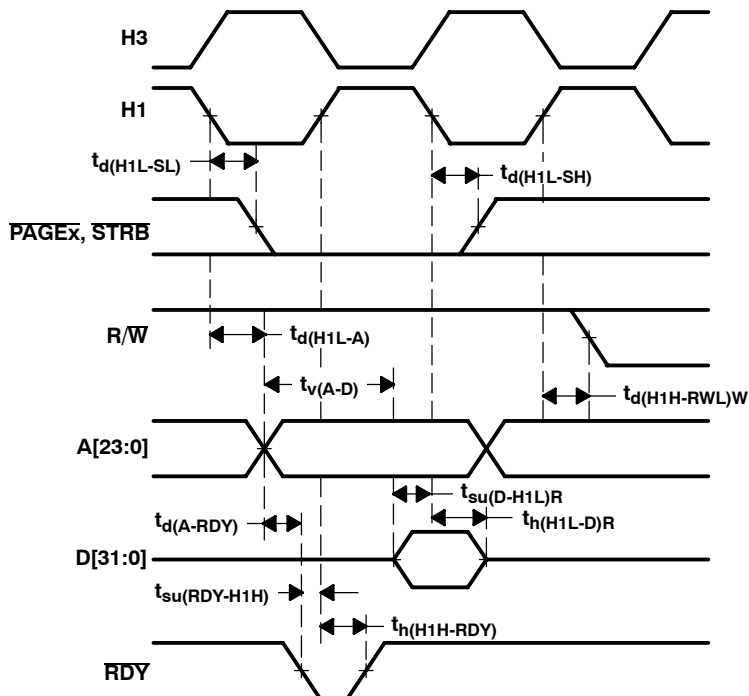 H3
H1
td(H1L-SL)
td(H1L-SH)
PAGEx, STRB
R/W
td(H1L-A)
tv(A-D)
td(H1H-RWL)W
A[23:0]
tsu(D-H1L)R
td(A-RDY)
th(H1L-D)R
D[31:0]
tsu(RDY-H1H)
th(H1H-RDY)
RDY